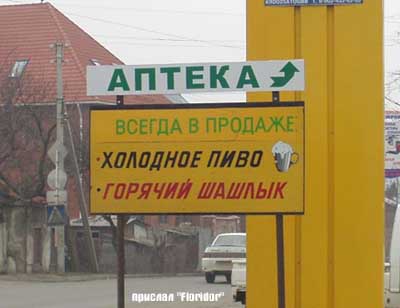 АПТЕКА
ВСЕГДА В ПРОДАЖЕ:
• ХОЛОДНОЕ ПИВО
• ГОРЯЧИЙ ШАШЛЫК
прислал "Floridor"